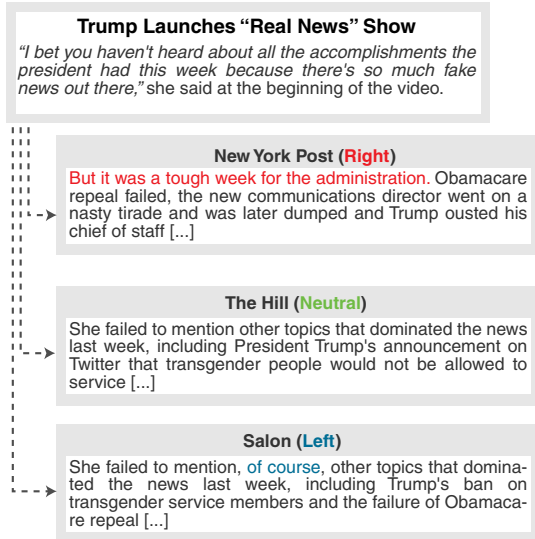 Trump Launches “Real News” Show
“I bet you haven't heard about all the accomplishments the
president had this week because there's so much fake
news out there,” she said at the beginning of the video.
New York Post (Right)
But it was a tough week for the administration. Obamacare
repeal failed, the new communications director went on a
nasty tirade and was later dumped and Trump ousted his
chief of staff [...]
The Hill (Neutral)
She failed to mention other topics that dominated the news
last week, including President Trump's announcement on
Twitter that transgender people would not be allowed to
service [...]
Salon (Left)
She failed to mention, of course, other topics that domina-
ted the news last week, including Trump's ban on
transgender service members and the failure of Obamaca-
re repeal [...]